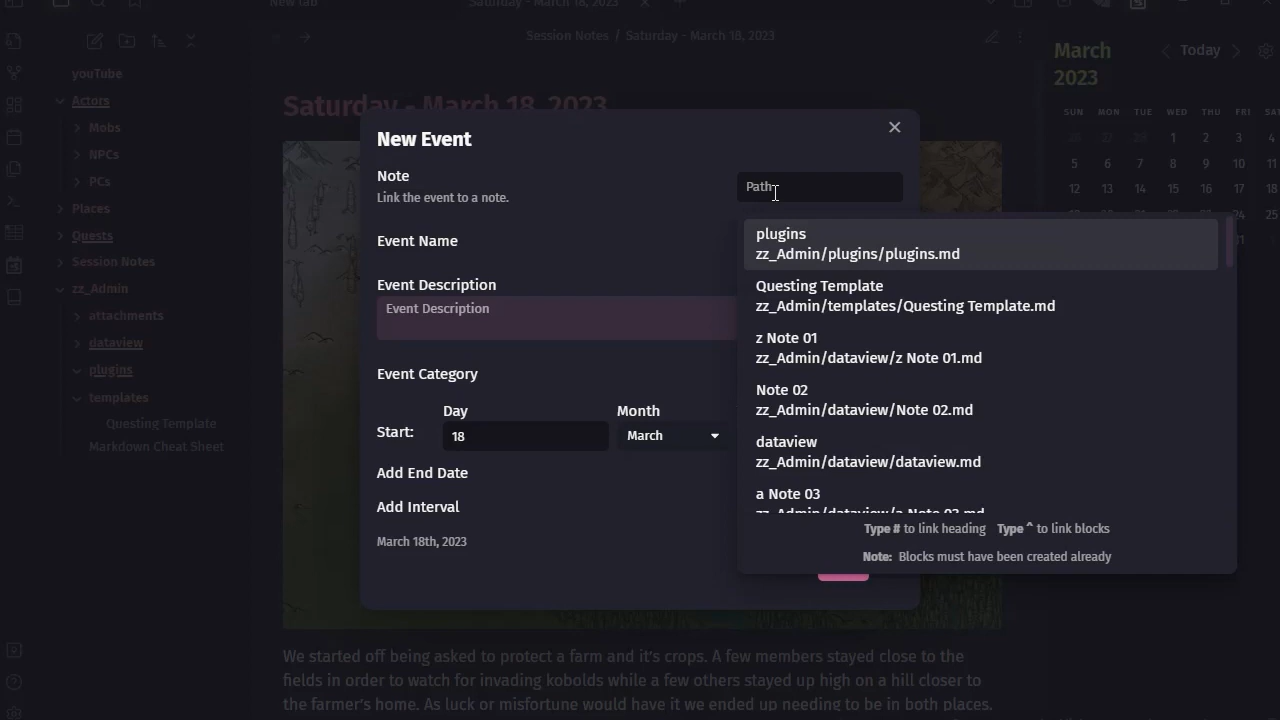 New tab
Saturday - March 18, 2023
Session Notes / Saturday - March 18, 2023
youTube
Actors
Mobs
NPCs
PCs
Places
Quests
Session Notes
zz_Admin
attachments
dataview
plugins
templates
Questing Template
Markdown Cheat Sheet
Saturday - March 18, 2023
New Event
Note
Link the event to a note.
Path
Event Name
Event Description
Event Description
Event Category
Day
Month
Start:
18
March
Add End Date
Add Interval
March 18th, 2023
plugins
zz_Admin/plugins/plugins.md
Questing Template
zz_Admin/templates/Questing Template.md
z Note 01
zz_Admin/dataview/z Note 01.md
Note 02
zz_Admin/dataview/Note 02.md
dataview
zz_Admin/dataview/dataview.md
a Note 03
zz_Admin/dataview/a Note 03.md
Type # to link heading Type ^ to link blocks
Note: Blocks must have been created already
We started off being asked to protect a farm and it's crops. A few members stayed close to the
fields in order to watch for invading kobolds while a few others stayed up high on a hill closer to
the farmer's home. As luck or misfortune would have it we ended up needing to be in both places.
March
2023
Today
SUN MON TUE WED THU FRI SAT
1 2 3 4
5 6 7 8 9 10 11
12 13 14 15 16 17 18
24
31